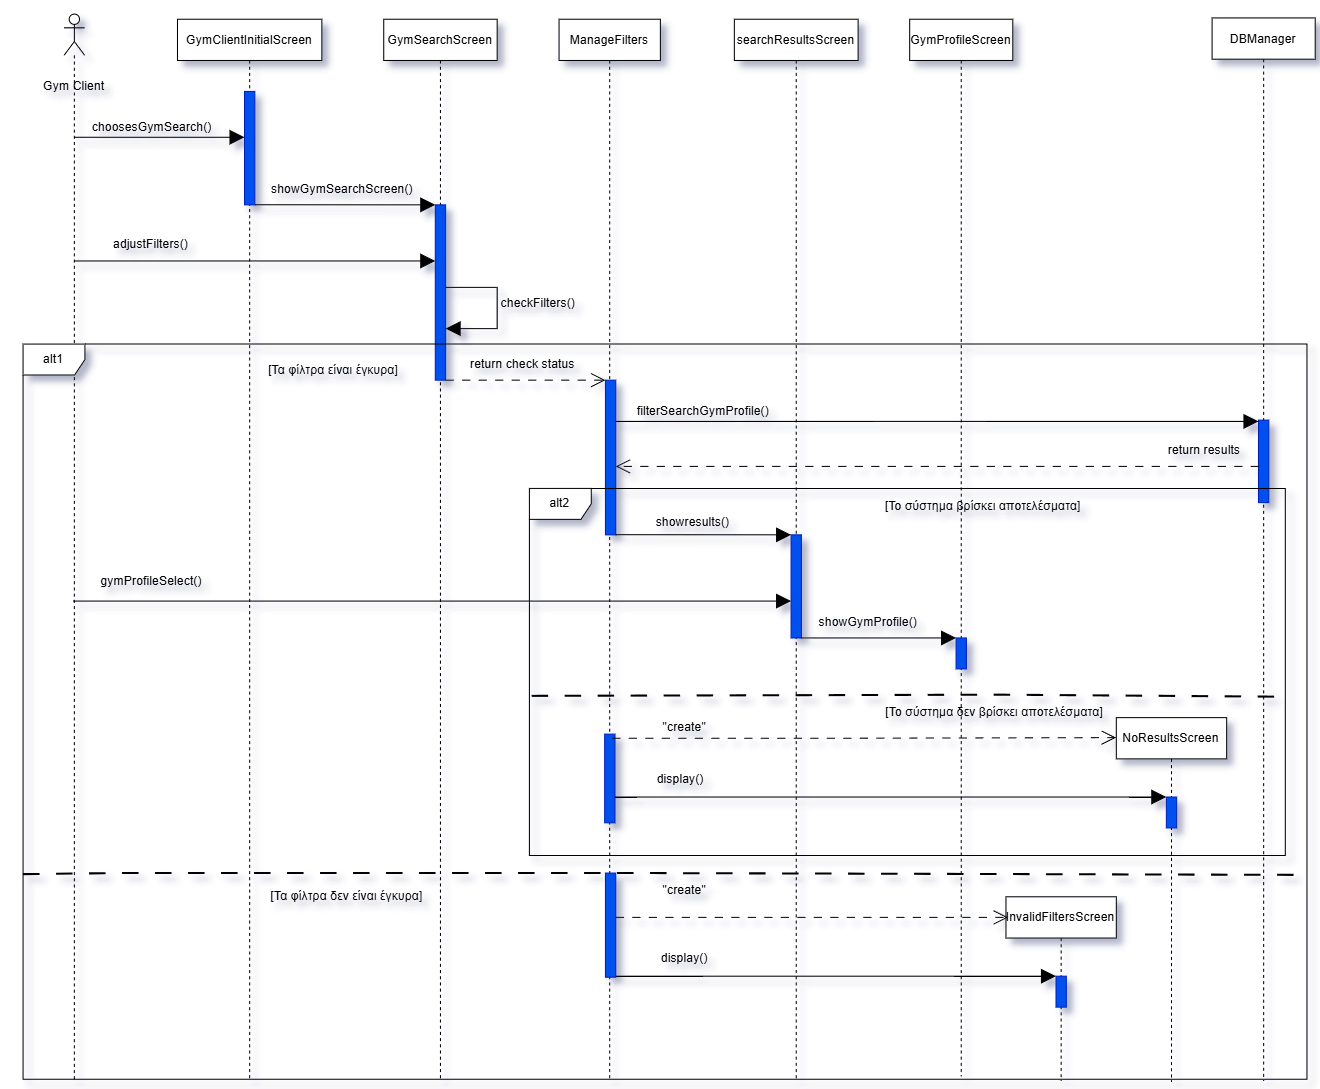 GymClientInitialScreen
GymSearchScreen
ManageFilters
searchResultsScreen
GymProfileScreen
DBManager
Gym Client
choosesGymSearch()
showGymSearchScreen()
adjustFilters()
checkFilters()
alt1
[Τα φίλτρα είναι έγκυρα]
return check status
filterSearchGymProfile()
return results
alt2
[Το σύστημα βρίσκει αποτελέσματα]
showresults()
gymProfileSelect()
showGymProfile()
[Το σύστημα δεν βρίσκει αποτελέσματα]
"create"
NoResultsScreen
display()
[Τα φίλτρα δεν είναι έγκυρα]
"create"
InvalidFiltersScreen
display()